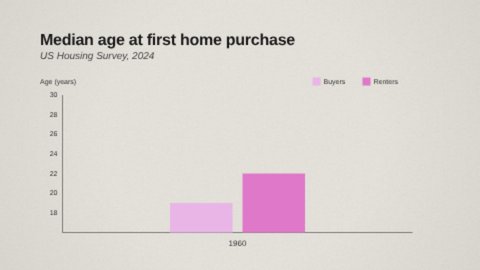 Median age at first home purchase
US Housing Survey, 2024
Age (years)
Buyers
Renters
30
28
26
24
22
20
18
1960